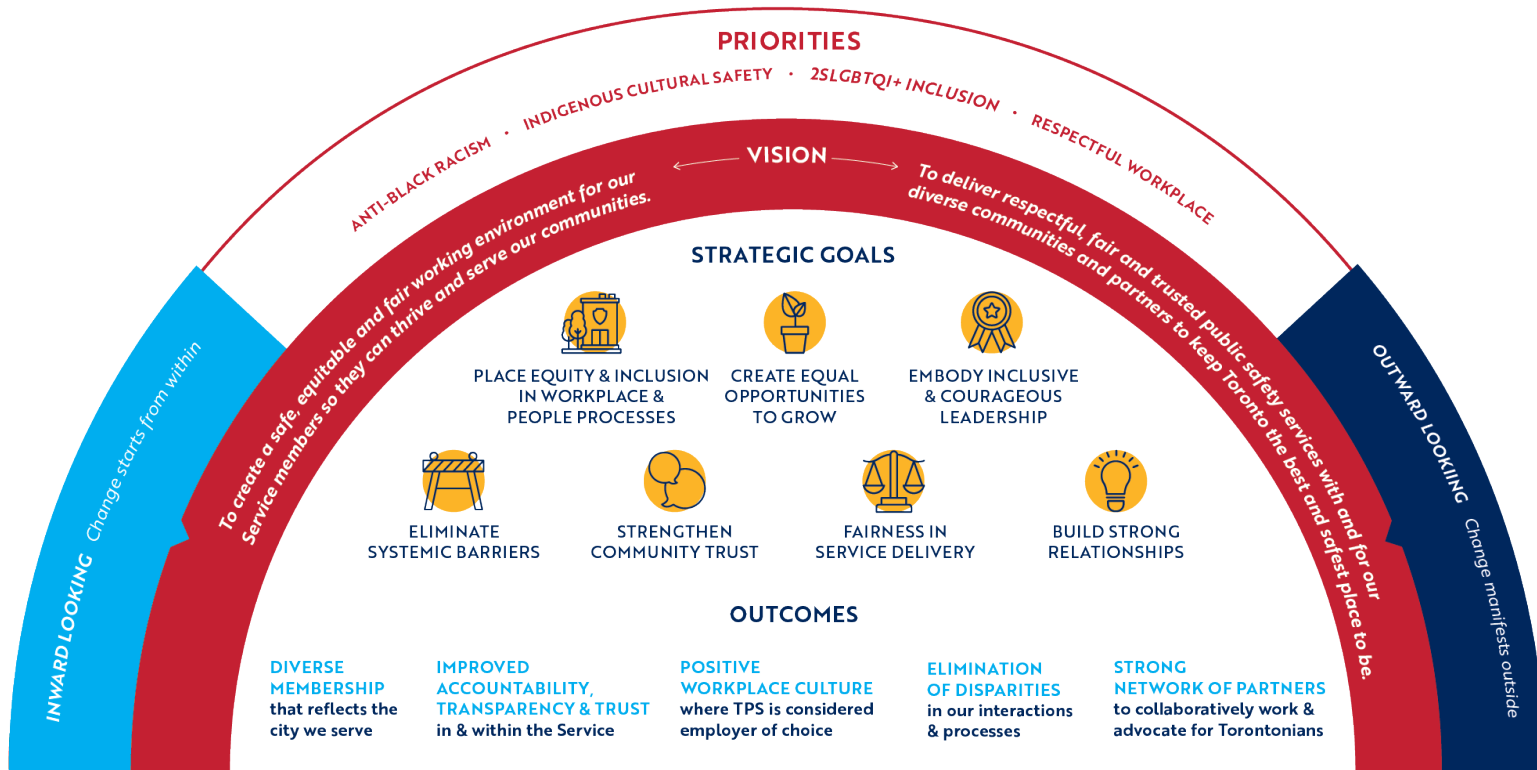 PRIORITIES
ANTI-BLACK RACISM • INDIGENOUS CULTURAL SAFETY • 2SLGBTQI+ INCLUSION • RESPECTFUL WORKPLACE
VISION
To create a safe, equitable and fair working environment for our
Service members so they can thrive and serve our communities.
To deliver respectful, fair and trusted public safety services with and for our
diverse communities and partners to keep Toronto the best and safest place to be.
INWARD LOOKING Change starts from within
OUTWARD LOOKIING Change manifests outside
STRATEGIC GOALS
PLACE EQUITY & INCLUSION
IN WORKPLACE &
PEOPLE PROCESSES
CREATE EQUAL
OPPORTUNITIES
TO GROW
EMBODY INCLUSIVE
& COURAGEOUS
LEADERSHIP
ELIMINATE
SYSTEMIC BARRIERS
STRENGTHEN
COMMUNITY TRUST
FAIRNESS IN
SERVICE DELIVERY
BUILD STRONG
RELATIONSHIPS
OUTCOMES
DIVERSE
MEMBERSHIP
that reflects the
city we serve
IMPROVED
ACCOUNTABILITY,
TRANSPARENCY & TRUST
in & within the Service
POSITIVE
WORKPLACE CULTURE
where TPS is considered
employer of choice
ELIMINATION
OF DISPARITIES
in our interactions
& processes
STRONG
NETWORK OF PARTNERS
to collaboratively work &
advocate for Torontonians